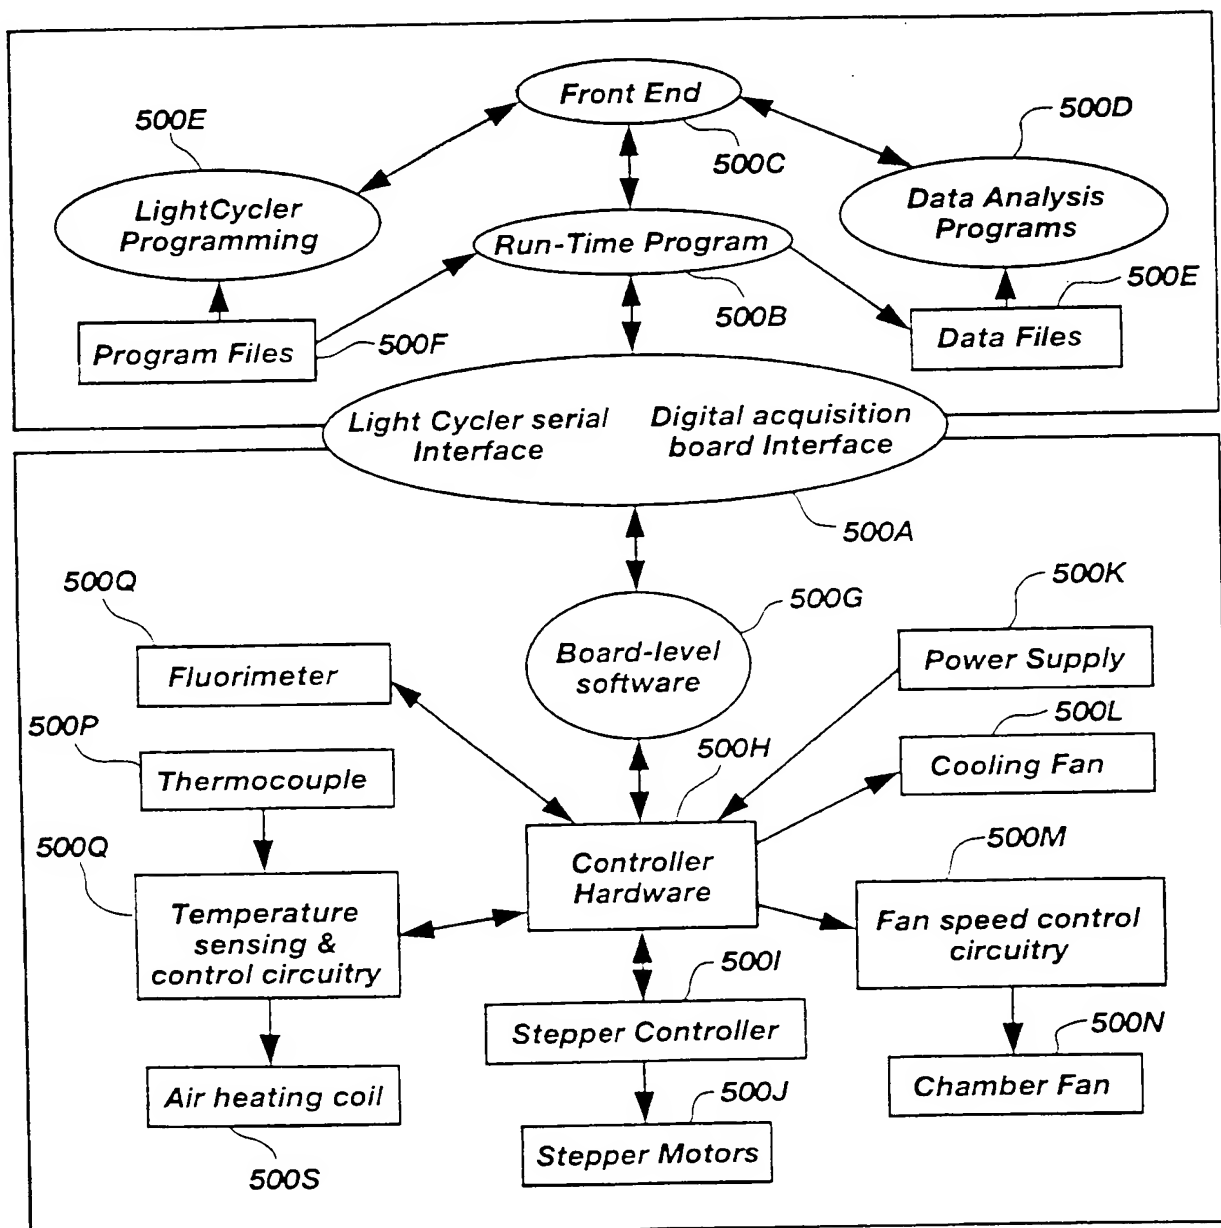 Front End
500C
500E
LightCycler
Programming
500D
Data Analysis
Programs
Run-Time Program
500B
Program Files
500F
500E
Data Files
Light Cycler serial
Interface
Digital acquisition
board Interface
500A
500G
Board-level
software
500Q
Fluorimeter
500K
Power Supply
500P
Thermocouple
500L
Cooling Fan
500H
Controller
Hardware
500Q
Temperature
sensing &
control circuitry
500M
Fan speed control
circuitry
500I
Stepper Controller
500N
Chamber Fan
Air heating coil
500S
500J
Stepper Motors